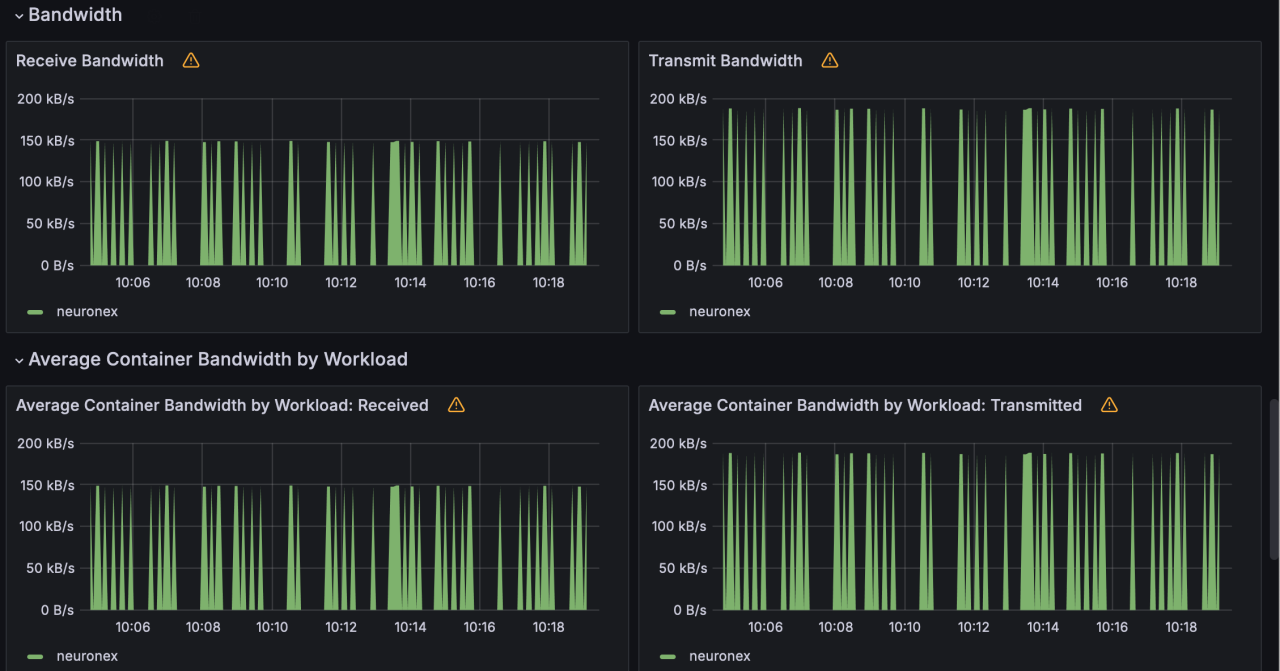 Bandwidth
Receive Bandwidth
200 kB/s
150 kB/s
100 kB/s
50 kB/s
0 B/s
10:06 10:08 10:10 10:12 10:14 10:16 10:18
neuronex
Transmit Bandwidth
200 kB/s
150 kB/s
100 kB/s
50 kB/s
0 B/s
10:06 10:08 10:10 10:12 10:14 10:16 10:18
neuronex
Average Container Bandwidth by Workload
Average Container Bandwidth by Workload: Received
200 kB/s
150 kB/s
100 kB/s
50 kB/s
0 B/s
10:06 10:08 10:10 10:12 10:14 10:16 10:18
neuronex
Average Container Bandwidth by Workload: Transmitted
200 kB/s
150 kB/s
100 kB/s
50 kB/s
0 B/s
10:06 10:08 10:10 10:12 10:14 10:16 10:18
neuronex